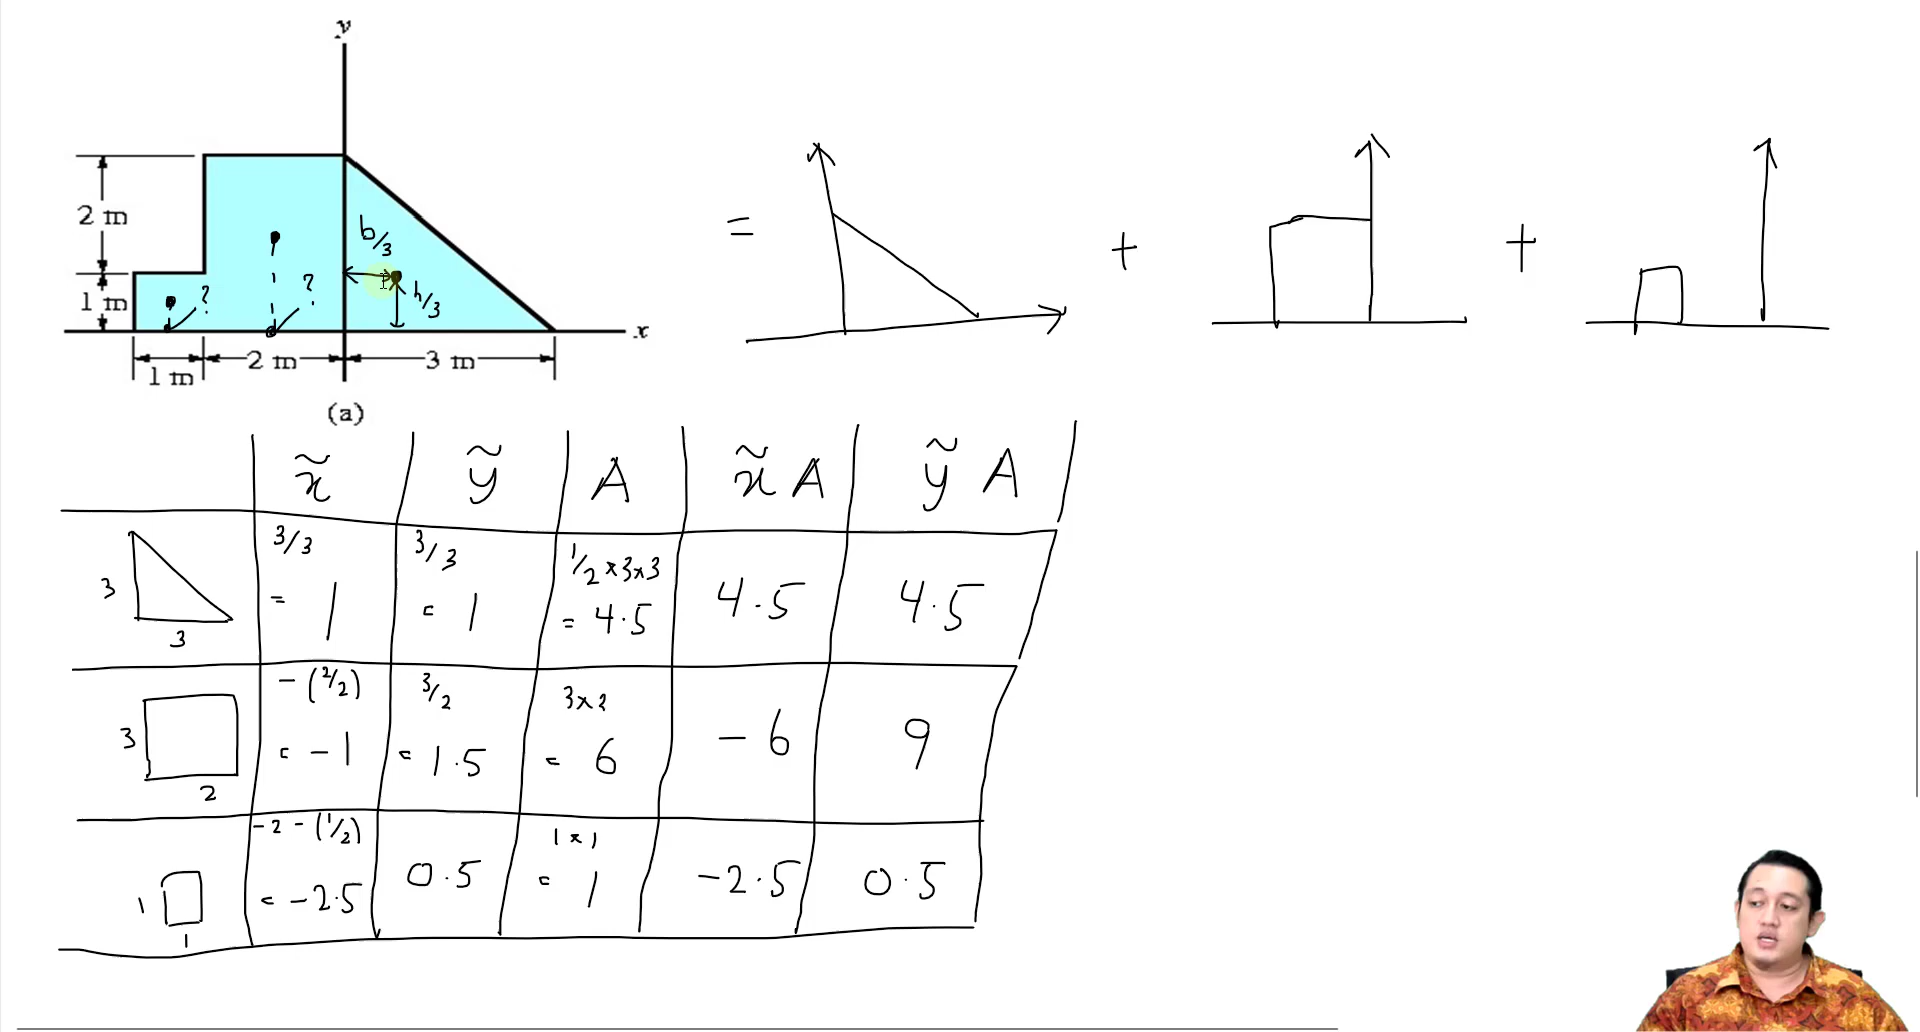 y
2 m
1 m
b/3
h/3
?
?
x
1 m
2 m
3 m
(a)
= + +
x̃ ỹ A x̃ A ỹ A
3 3
3/3 = 1
3/3 = 1
1/2 × 3 × 3 = 4.5
4.5
4.5
3 2
- (2/2) = -1
3/2 = 1.5
3 × 2 = 6
-6
9
1 1
-2 - (1/2) = -2.5
0.5
1 × 1 = 1
-2.5
0.5